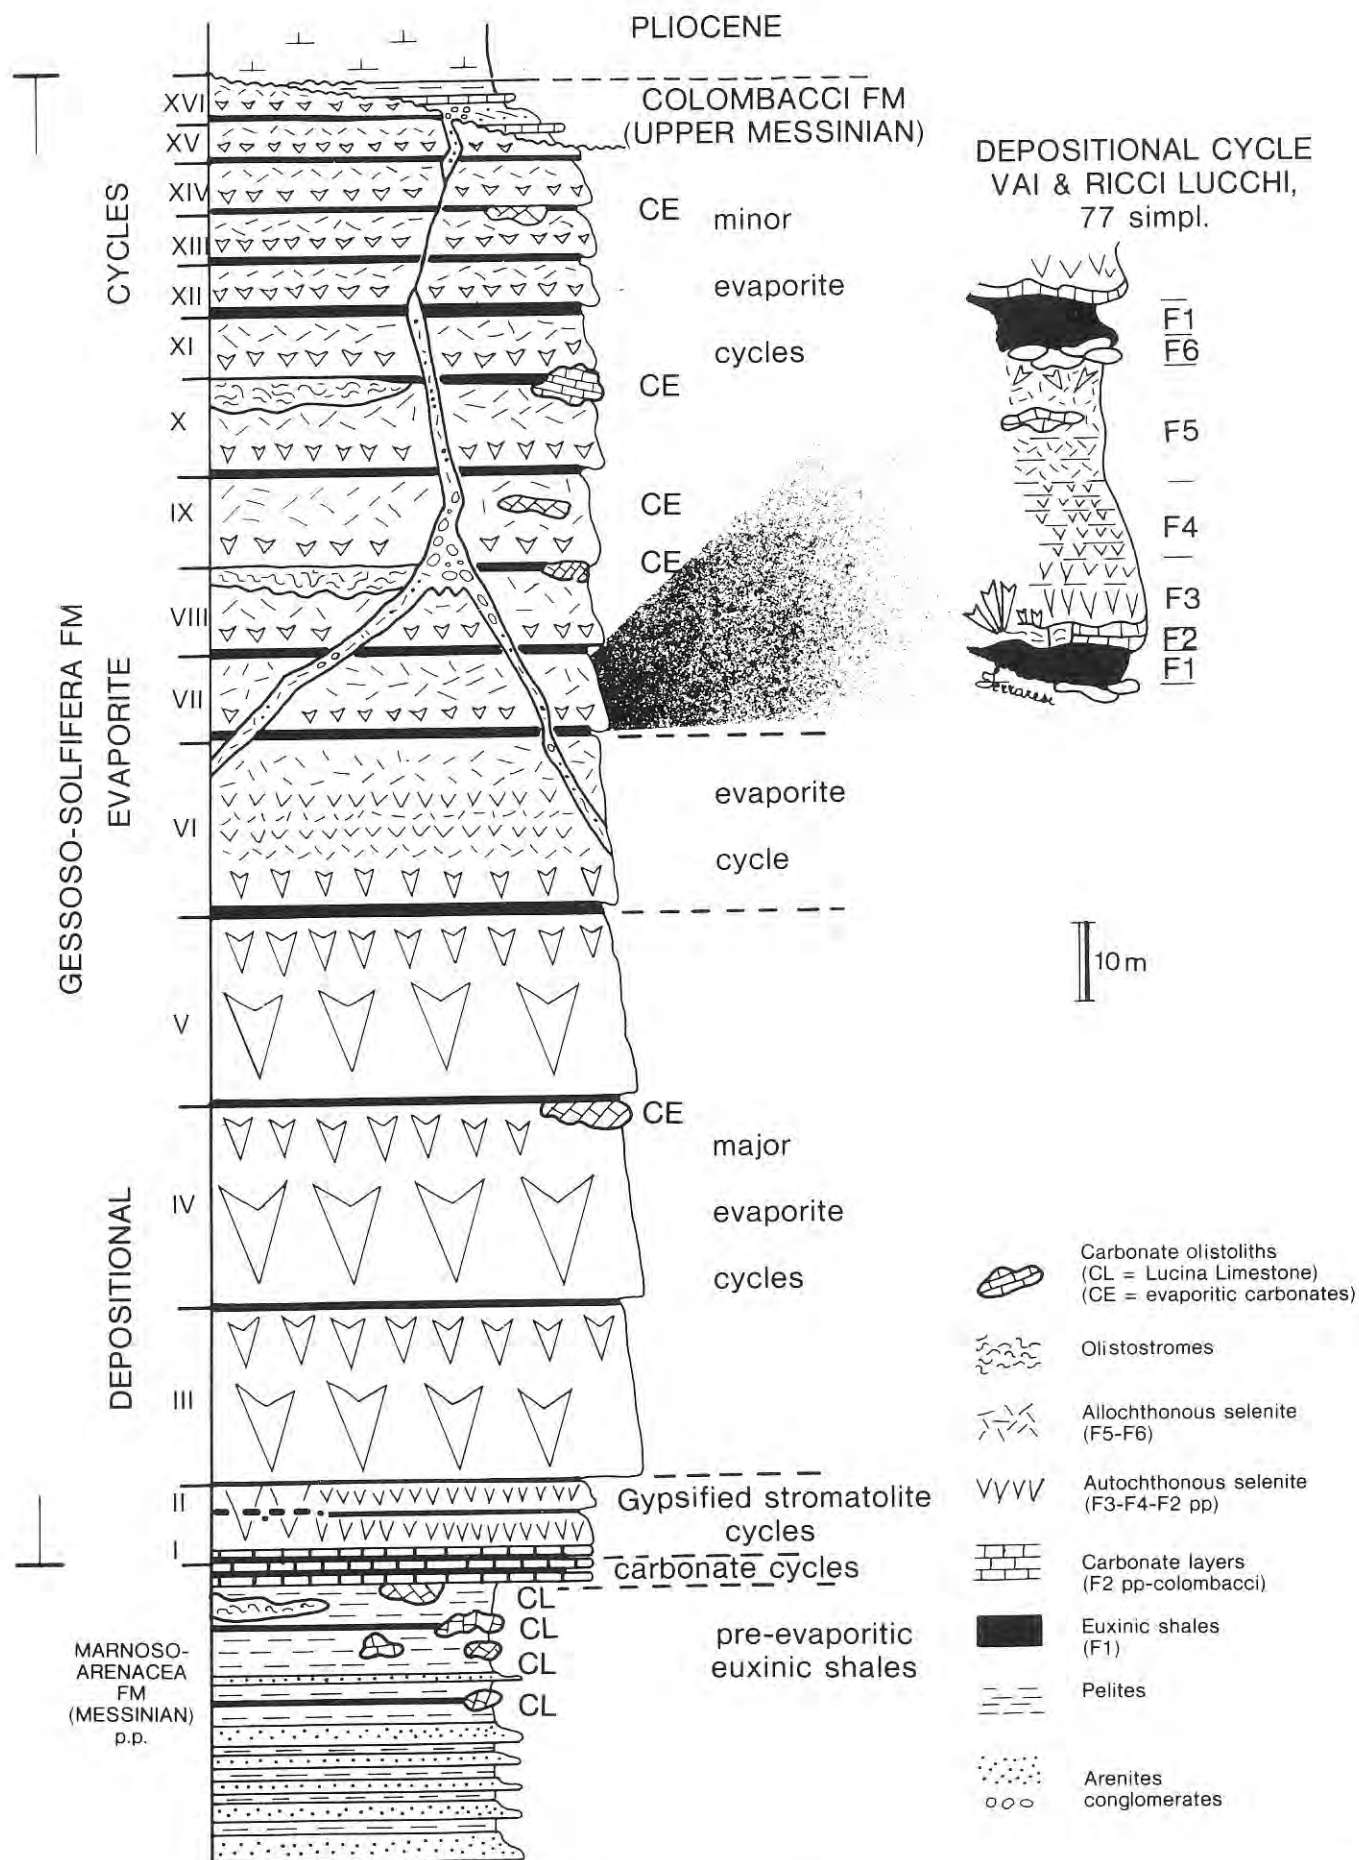 PLIOCENE
COLOMBACCI FM
(UPPER MESSINIAN)
DEPOSITIONAL CYCLE
VAI & RICCI LUCCHI,
77 simpl.
GESSOSO-SOLFIFERA FM
DEPOSITIONAL EVAPORITE CYCLES
XVI
XV
XIV
XIII
XII
XI
X
IX
VIII
VII
VI
V
IV
III
II
I
CE
minor
evaporite
cycles
CE
CE
CE
evaporite
cycle
CE
major
evaporite
cycles
Gypsified stromatolite
cycles
carbonate cycles
CL
CL
CL
CL
pre-evaporitic
euxinic shales
MARNOSO-
ARENACEA
FM
(MESSINIAN)
p.p.
F1
F6
F5
F4
F3
F2
F1
Ferrarese
10 m
Carbonate olistoliths
(CL = Lucina Limestone)
(CE = evaporitic carbonates)
Olistostromes
Allochthonous selenite
(F5-F6)
Autochthonous selenite
(F3-F4-F2 pp)
Carbonate layers
(F2 pp-colombacci)
Euxinic shales
(F1)
Pelites
Arenites
conglomerates